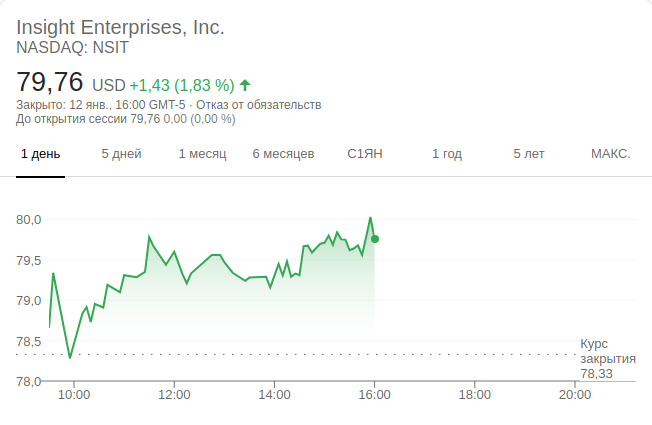 Insight Enterprises, Inc.
NASDAQ: NSIT
79,76 USD +1,43 (1,83 %)
Закрыто: 12 янв., 16:00 GMT-5 · Отказ от обязательств
До открытия сессии 79,76 0,00 (0,00 %)
1 день 5 дней 1 месяц 6 месяцев С1ЯН 1 год 5 лет МАКС.
80,0
79,5
79,0
78,5
Курс
закрытия
78,33
78,0
10:00 12:00 14:00 16:00 18:00 20:00